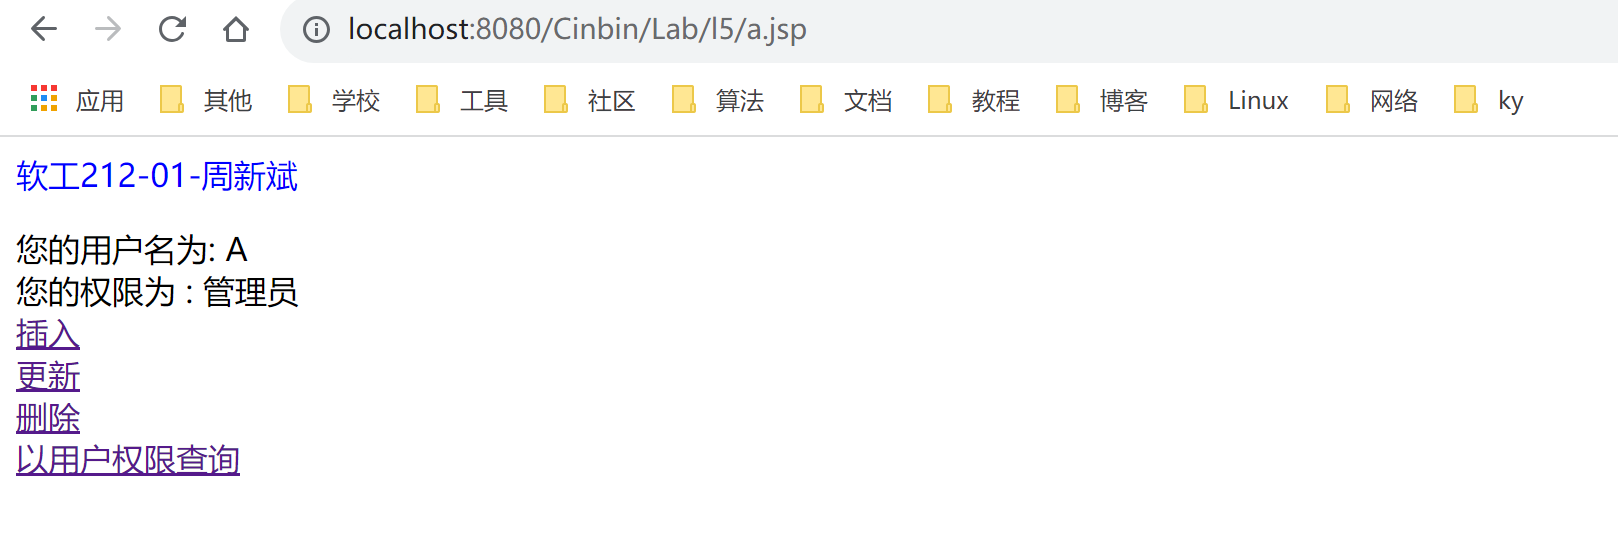 localhost:8080/Cinbin/Lab/l5/a.jsp
应用 其他 学校 工具 社区 算法 文档 教程 博客 Linux 网络 ky
软工212-01-周新斌
您的用户名为: A
您的权限为 : 管理员
插入
更新
删除
以用户权限查询